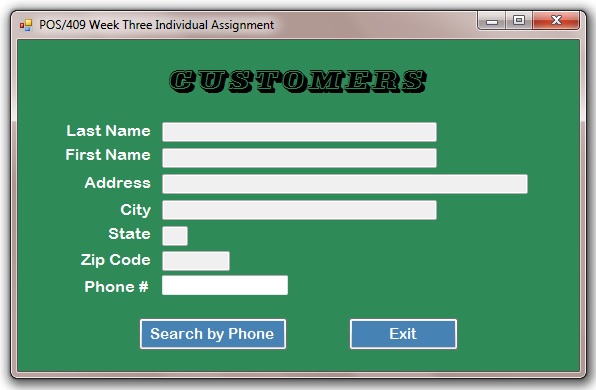 POS/409 Week Three Individual Assignment
CUSTOMERS
Last Name
First Name
Address
City
State
Zip Code
Phone #
Search by Phone
Exit